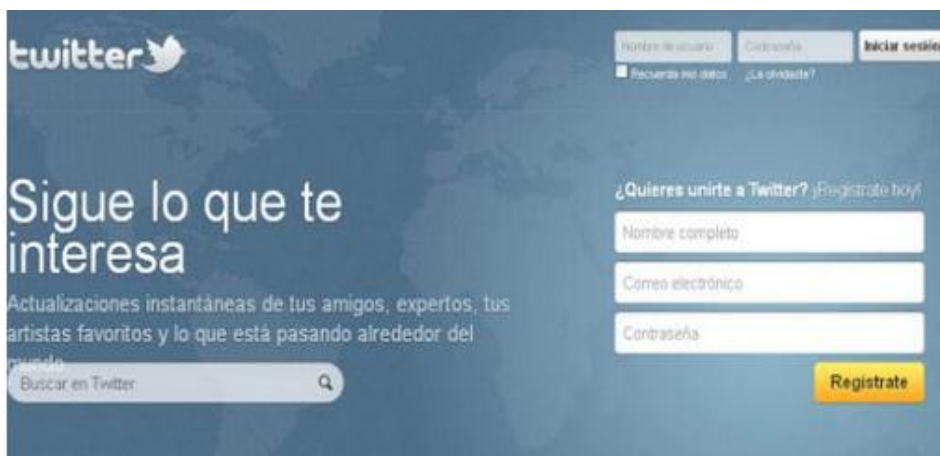 twitter
Nombre de usuario
Contraseña
Iniciar sesión
Recuerda mis datos
¿La olvidaste?
Sigue lo que te
interesa
Actualizaciones instantáneas de tus amigos, expertos, tus
artistas favoritos y lo que está pasando alrededor del
mundo
Buscar en Twitter
¿Quieres unirte a Twitter? ¡Regístrate hoy!
Nombre completo
Correo electrónico
Contraseña
Regístrate